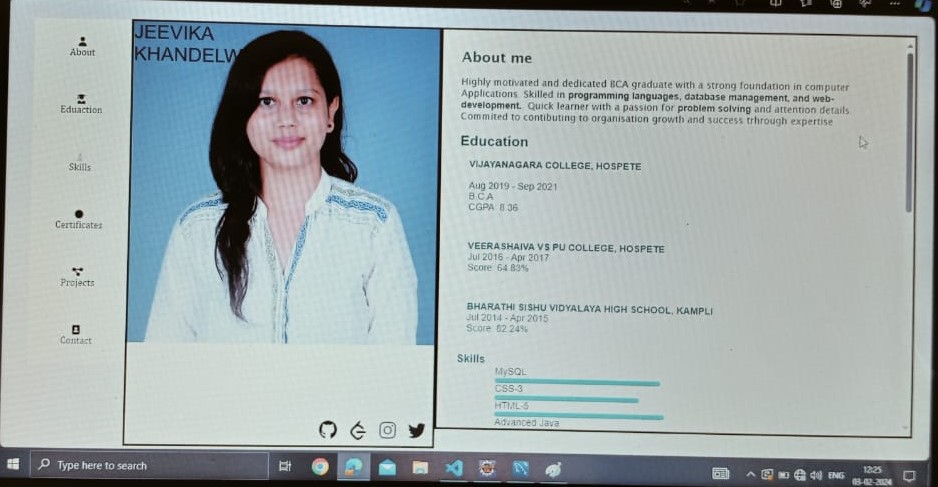 About
Eduaction
Skills
Certificates
Projects
Contact
JEEVIKA
KHANDELW
About me
Highly motivated and dedicated BCA graduate with a strong foundation in computer
Applications. Skilled in programming languages, database management, and web-
development. Quick learner with a passion for problem solving and attention details.
Commited to contibuting to organisation growth and success trhrough expertise
Education
VIJAYANAGARA COLLEGE, HOSPETE
Aug 2019 - Sep 2021
B.C.A
CGPA: 8.36
VEERASHAIVA VS PU COLLEGE, HOSPETE
Jul 2016 - Apr 2017
Score: 64.83%
BHARATHI SISHU VIDYALAYA HIGH SCHOOL, KAMPLI
Jul 2014 - Apr 2015
Score: 62.24%
Skills
MySQL
CSS-3
HTML-5
Advanced Java
Type here to search
ENG
12:25
03-02-2024